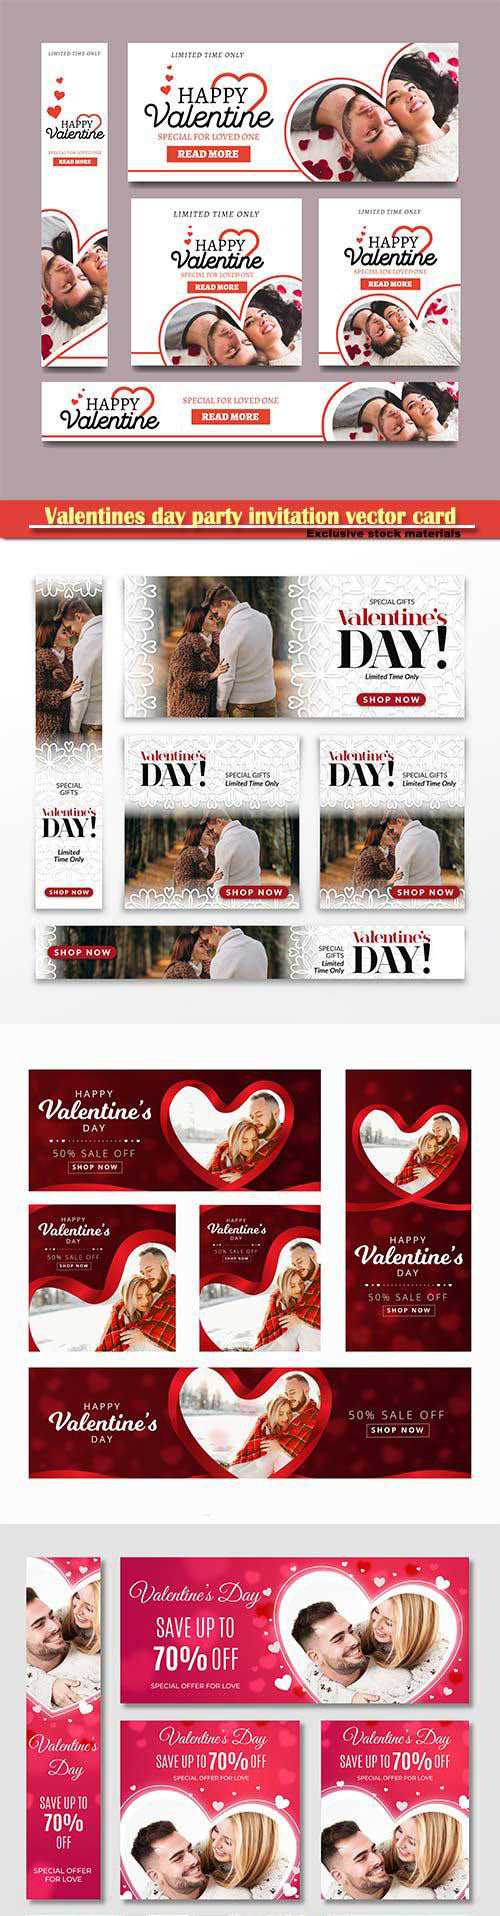 LIMITED TIME ONLY
HAPPY
Valentine
SPECIAL FOR LOVED ONE
READ MORE
LIMITED TIME ONLY
HAPPY
Valentine
SPECIAL FOR LOVED ONE
READ MORE
LIMITED TIME ONLY
HAPPY
Valentine
SPECIAL FOR LOVED ONE
READ MORE
LIMITED TIME ONLY
HAPPY
Valentine
SPECIAL FOR LOVED ONE
READ MORE
HAPPY
Valentine
SPECIAL FOR LOVED ONE
READ MORE
Valentines day party invitation vector card
Exclusive stock materials
SPECIAL
GIFTS
Valentine's
DAY!
Limited
Time Only
SHOP NOW
SPECIAL GIFTS
Valentine's
DAY!
Limited Time Only
SHOP NOW
Valentine's
DAY!
SPECIAL GIFTS
Limited Time Only
SHOP NOW
Valentine's
DAY!
SPECIAL GIFTS
Limited Time Only
SHOP NOW
SHOP NOW
SPECIAL
GIFTS
Limited
Time Only
Valentine's
DAY!
HAPPY
Valentine's
DAY
50% SALE OFF
SHOP NOW
HAPPY
Valentine's
DAY
50% SALE OFF
SHOP NOW
HAPPY
Valentine's
DAY
50% SALE OFF
SHOP NOW
HAPPY
Valentine's
DAY
50% SALE OFF
SHOP NOW
HAPPY
Valentine's
DAY
50% SALE OFF
SHOP NOW
Valentine's
Day
SAVE UP TO
70%
OFF
SPECIAL OFFER
FOR LOVE
Valentine's Day
SAVE UP TO
70% OFF
SPECIAL OFFER FOR LOVE
Valentine's Day
SAVE UP TO 70% OFF
SPECIAL OFFER FOR LOVE
Valentine's Day
SAVE UP TO 70% OFF
SPECIAL OFFER FOR LOVE